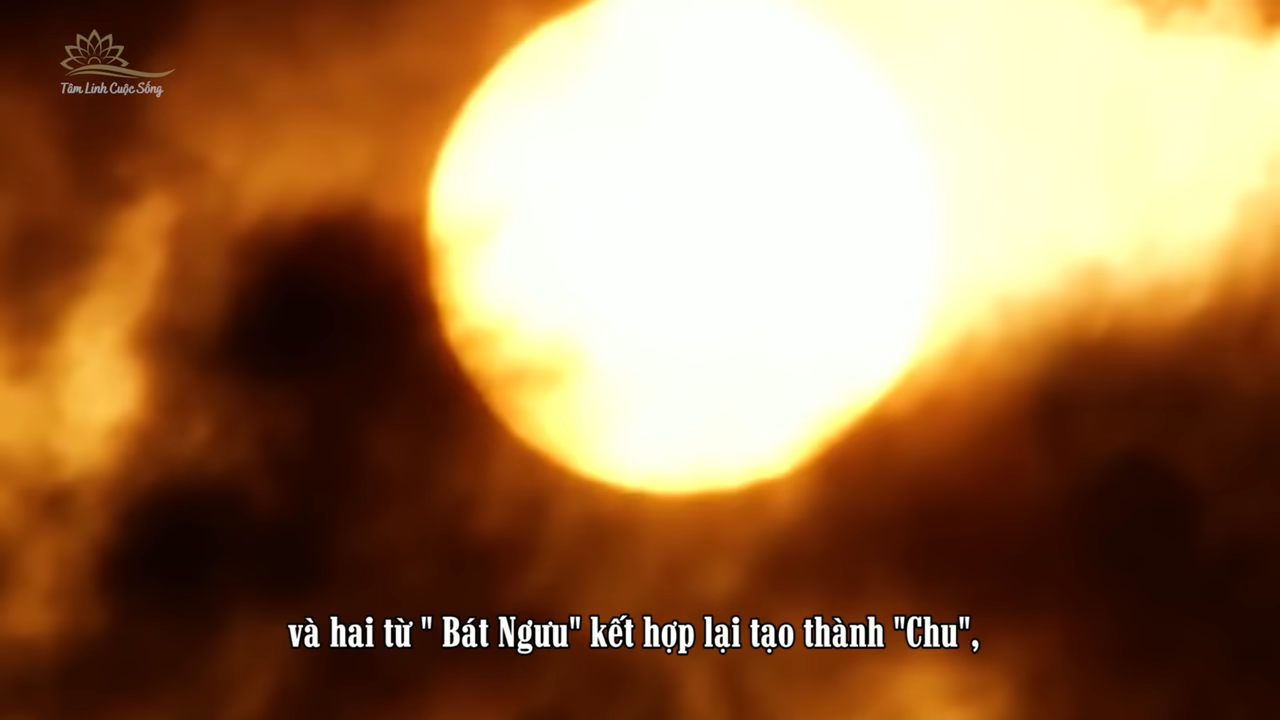 Tâm Linh Cuộc Sống
và hai từ " Bát Ngưu" kết hợp lại tạo thành "Chu",